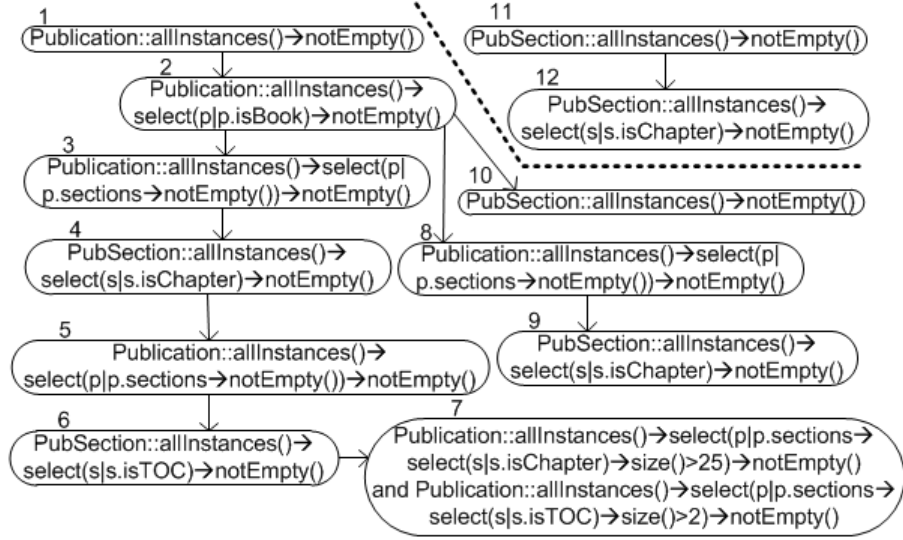 1
Publication::allInstances()→notEmpty()
2
Publication::allInstances()→
select(p|p.isBook)→notEmpty()
3
Publication::allInstances()→select(p|
p.sections→notEmpty())→notEmpty()
4
PubSection::allInstances()→
select(s|s.isChapter)→notEmpty()
5
Publication::allInstances()→
select(p|p.sections→notEmpty())→notEmpty()
6
PubSection::allInstances()→
select(s|s.isTOC)→notEmpty()
7
Publication::allInstances()→select(p|p.sections→
select(s|s.isChapter)→size()>25)→notEmpty()
and Publication::allInstances()→select(p|p.sections→
select(s|s.isTOC)→size()>2)→notEmpty()
8
Publication::allInstances()→select(p|
p.sections→notEmpty())→notEmpty()
9
PubSection::allInstances()→
select(s|s.isChapter)→notEmpty()
10
PubSection::allInstances()→notEmpty()
11
PubSection::allInstances()→notEmpty()
12
PubSection::allInstances()→
select(s|s.isChapter)→notEmpty()